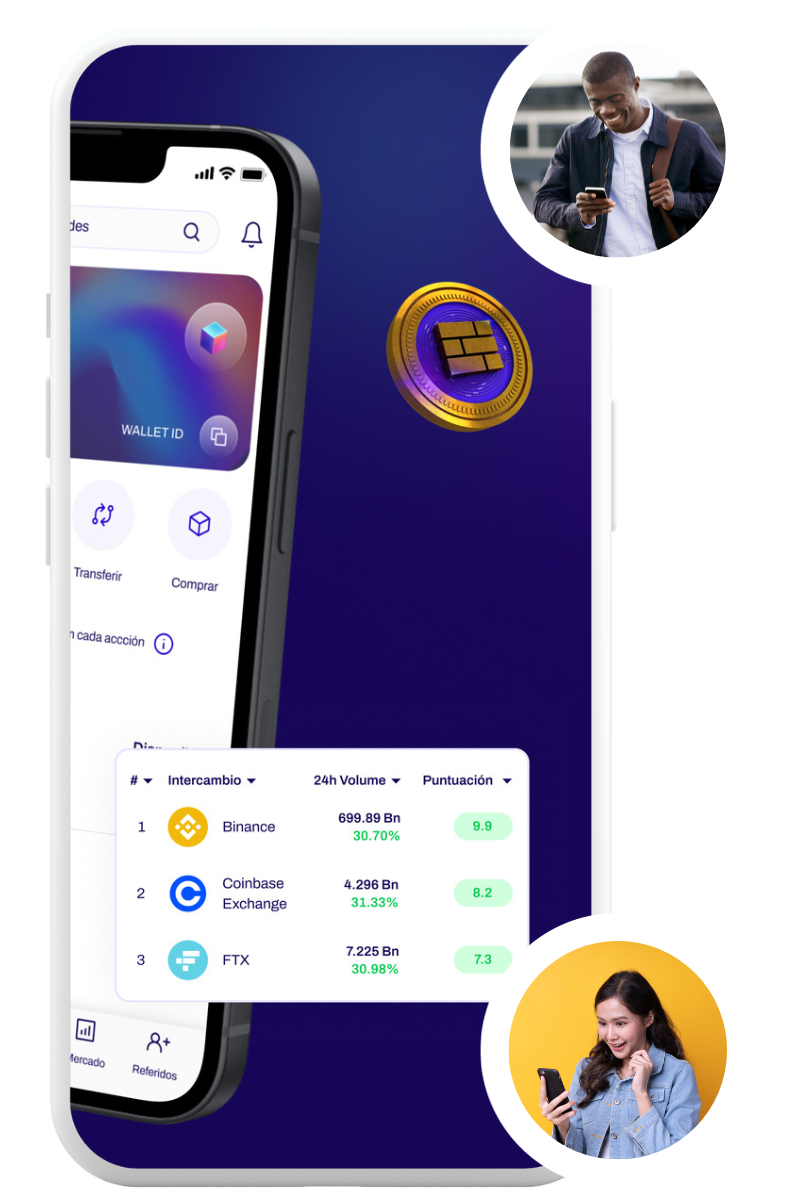 des
WALLET ID
Transferir
Comprar
n cada accción
# Intercambio 24h Volume Puntuación
1 Binance 699.89 Bn 30.70% 9.9
2 Coinbase Exchange 4.296 Bn 31.33% 8.2
3 FTX 7.225 Bn 30.98% 7.3
Mercado
Referidos